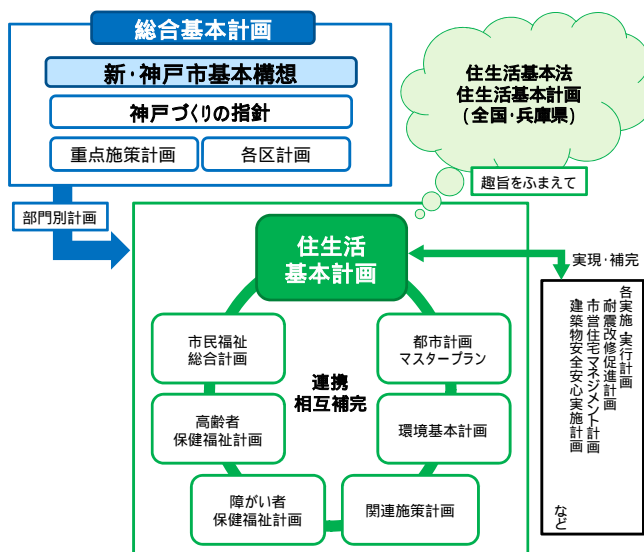 総合基本計画
新・神戸市基本構想
神戸づくりの指針
重点施策計画
各区計画
住生活基本法
住生活基本計画
(全国・兵庫県)
趣旨をふまえて
部門別計画
住生活
基本計画
実現・補完
市民福祉
総合計画
都市計画
マスタープラン
連携
相互補完
高齢者
保健福祉計画
環境基本計画
障がい者
保健福祉計画
関連施策計画
各実施・実行計画
耐震改修促進計画
市営住宅マネジメント計画
建築物安全安心実施計画
など